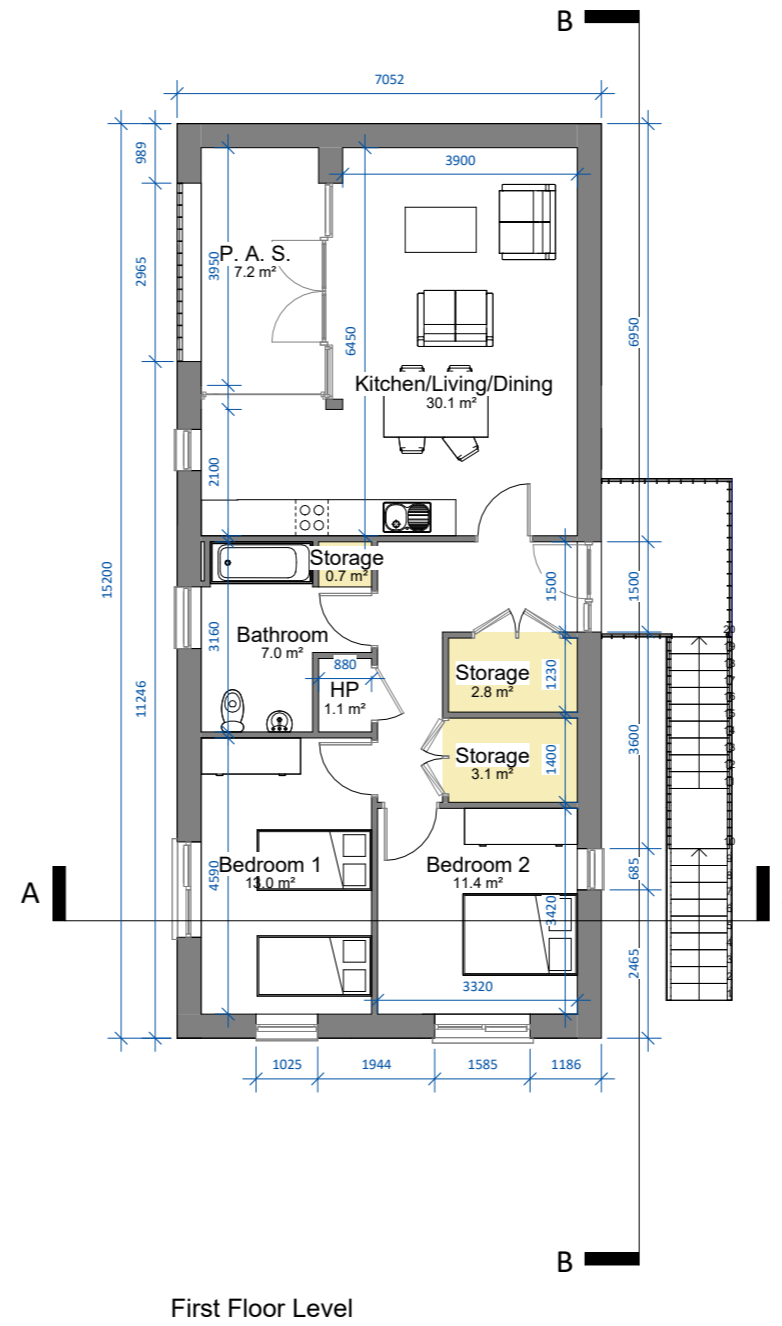 B
7052
989
3900
P. A. S.
7.2 m²
3950
2965
6450
6950
Kitchen/Living/Dining
30.1 m²
2100
15200
Storage
0.7 m²
1500
1500
11246
3160
Bathroom
7.0 m²
880
HP
1.1 m²
Storage
2.8 m²
1230
Storage
3.1 m²
1400
3600
A
4590
Bedroom 1
13.0 m²
Bedroom 2
11.4 m²
685
3420
2465
3320
1025
1944
1585
1186
B
First Floor Level